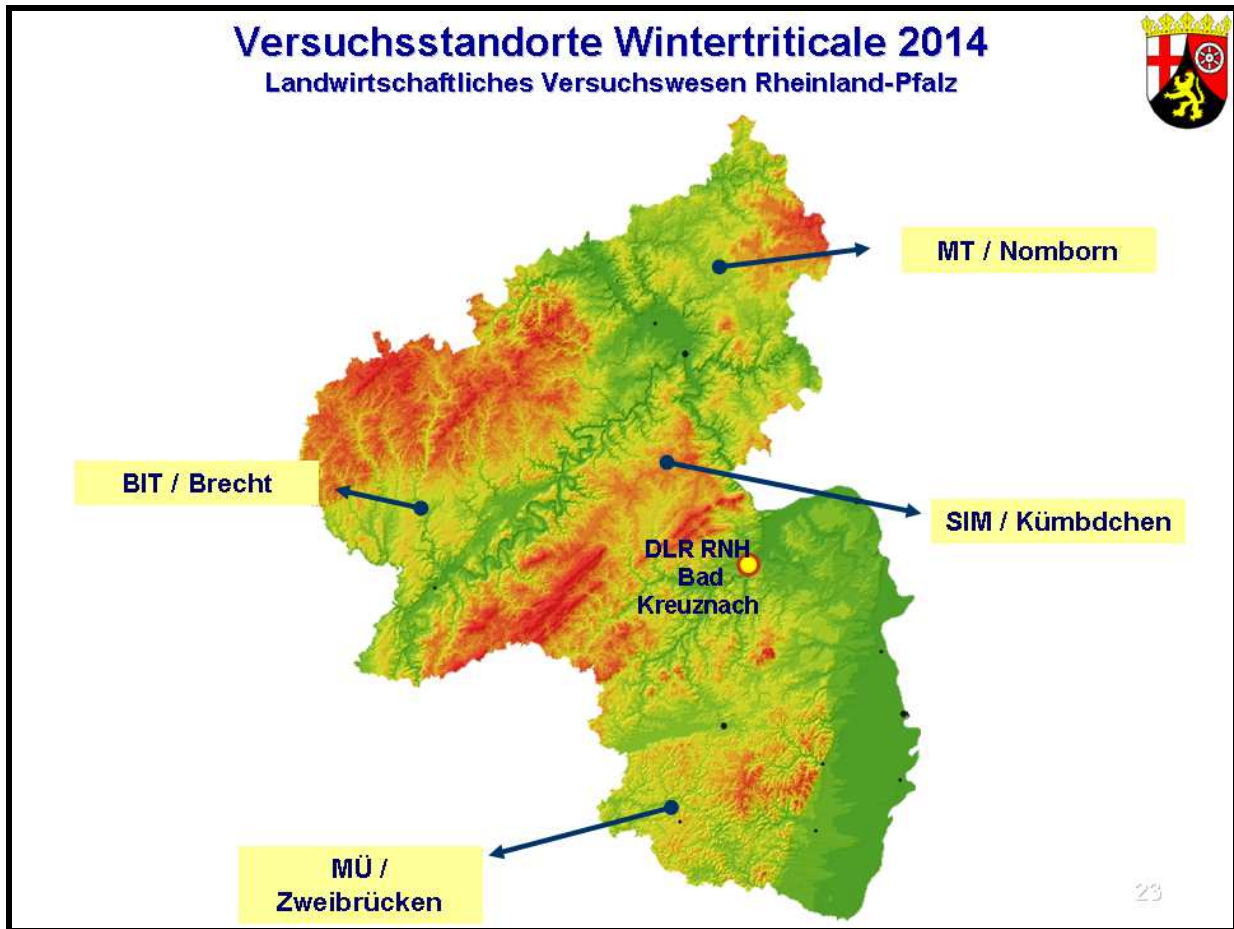 Versuchsstandorte Wintertriticale 2014
Landwirtschaftliches Versuchswesen Rheinland-Pfalz
MT / Nomborn
BIT / Brecht
SIM / Kümbdchen
DLR RNH
Bad
Kreuznach
MÜ /
Zweibrücken
23